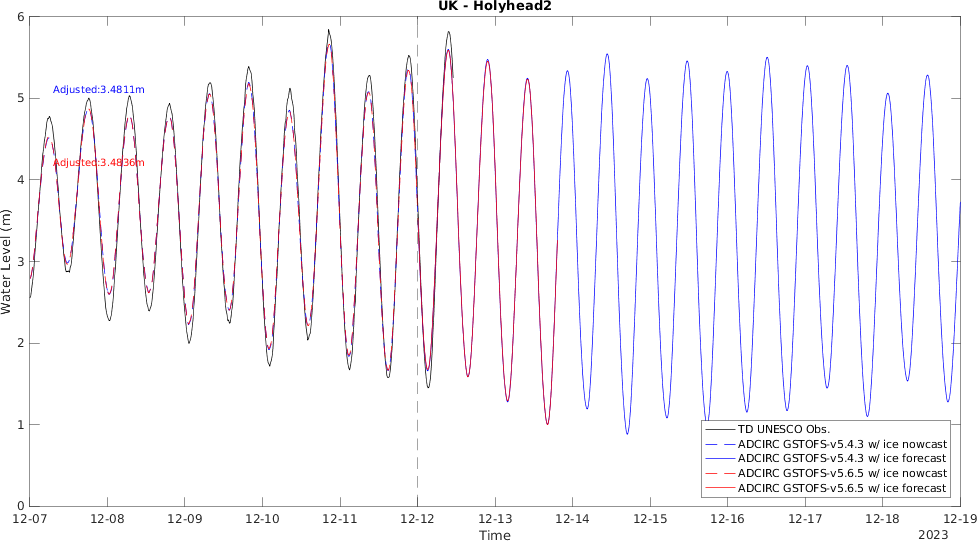 UK - Holyhead2
Water Level (m)
6
5
4
3
2
1
0
Adjusted:3.4811m
Adjusted:3.4836m
TD UNESCO Obs.
ADCIRC GSTOFS-v5.4.3 w/ ice nowcast
ADCIRC GSTOFS-v5.4.3 w/ ice forecast
ADCIRC GSTOFS-v5.6.5 w/ ice nowcast
ADCIRC GSTOFS-v5.6.5 w/ ice forecast
12-07 12-08 12-09 12-10 12-11 12-12 12-13 12-14 12-15 12-16 12-17 12-18 12-19
Time
2023